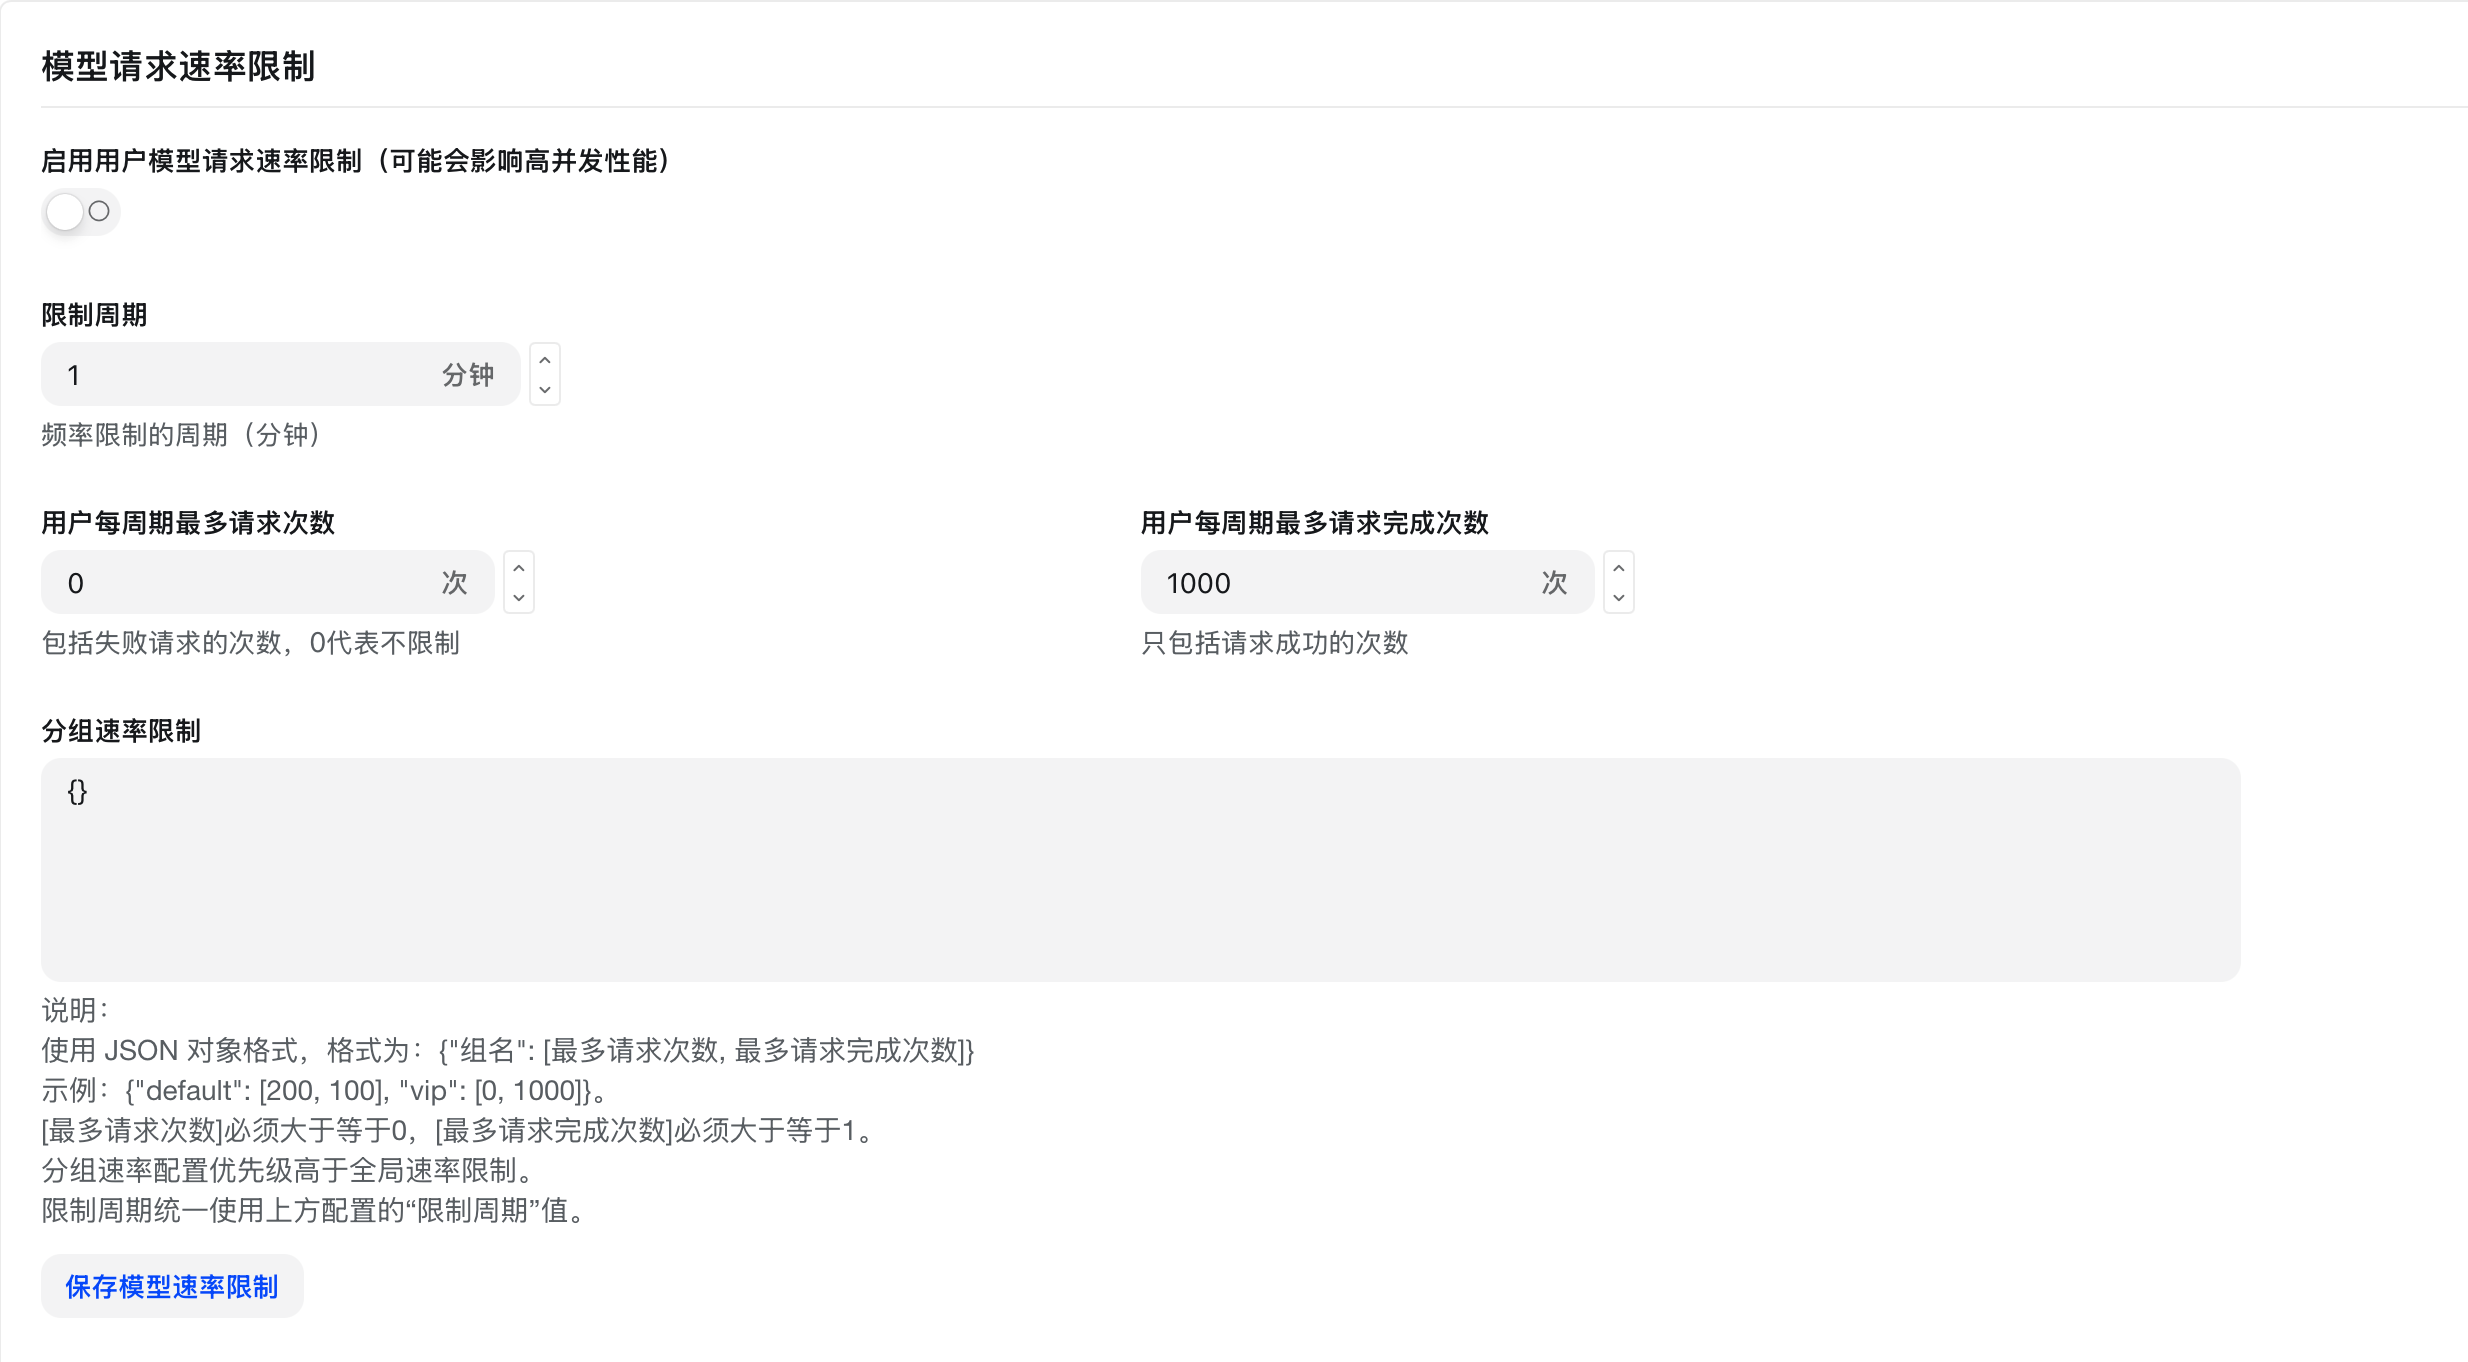 模型请求速率限制
启用用户模型请求速率限制（可能会影响高并发性能）
限制周期
1 分钟
频率限制的周期（分钟）
用户每周期最多请求次数
0 次
包括失败请求的次数，0代表不限制
用户每周期最多请求完成次数
1000 次
只包括请求成功的次数
分组速率限制
{}
说明：
使用 JSON 对象格式，格式为：{"组名": [最多请求次数, 最多请求完成次数]}
示例：{"default": [200, 100], "vip": [0, 1000]}。
[最多请求次数]必须大于等于0，[最多请求完成次数]必须大于等于1。
分组速率配置优先级高于全局速率限制。
限制周期统一使用上方配置的“限制周期”值。
保存模型速率限制